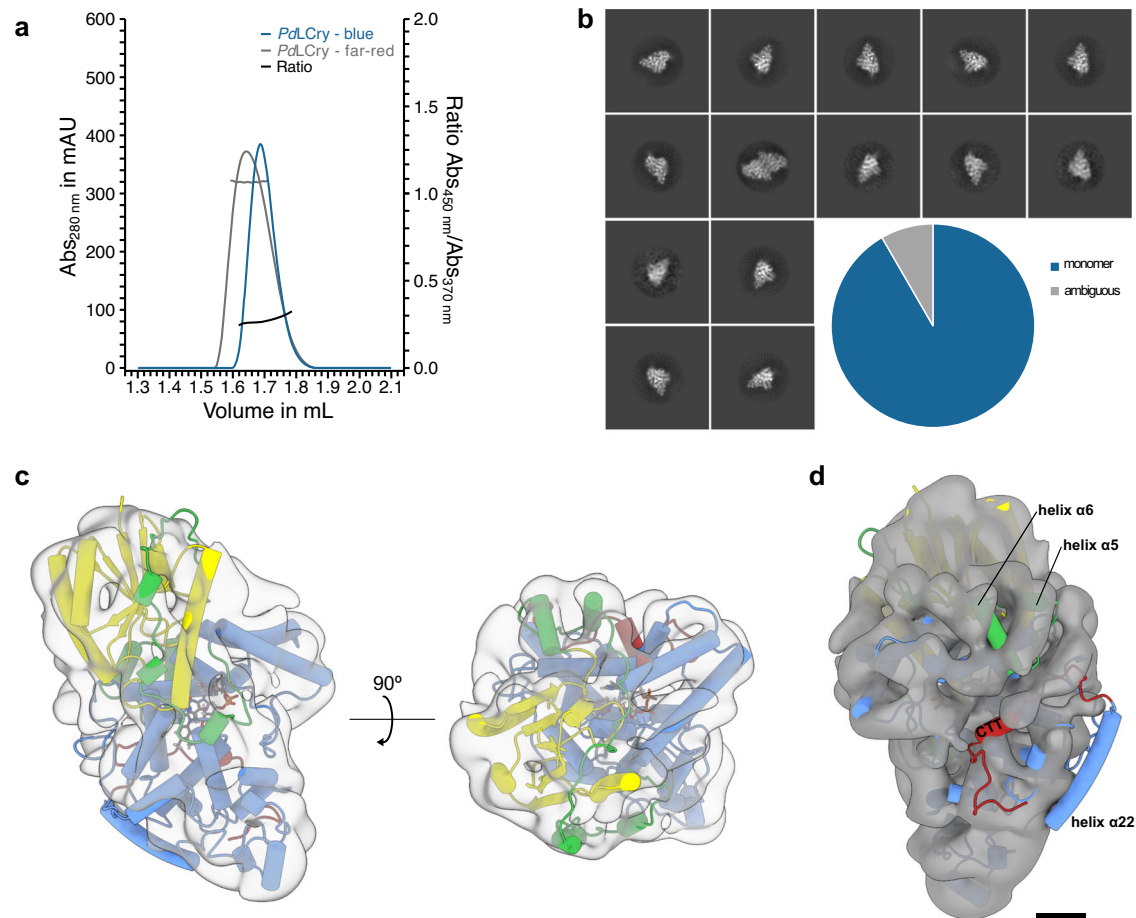 a
600
500
400
300
200
100
0
Abs280 nm in mAU
1.3 1.4 1.5 1.6 1.7 1.8 1.9 2.0 2.1
Volume in mL
2.0
1.5
1.0
0.5
0.0
Ratio Abs450 nm/Abs370 nm
PdLCry - blue
PdLCry - far-red
Ratio
b
monomer
ambiguous
c
90º
d
helix α6
helix α5
CTT
helix α22